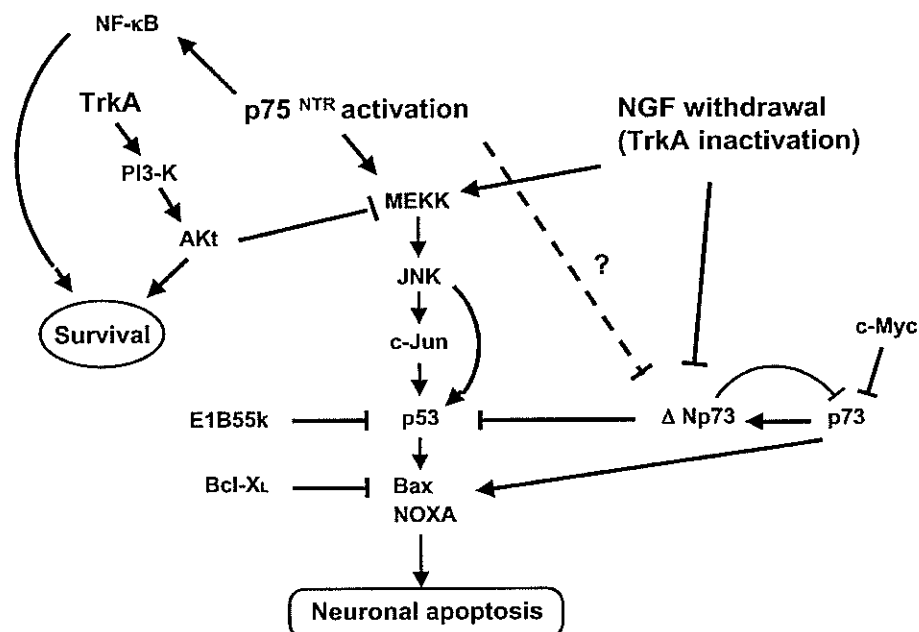 NF-κB
TrkA
p75 NTR activation
NGF withdrawal
(TrkA inactivation)
PI3-K
MEKK
AKt
?
JNK
Survival
c-Jun
c-Myc
E1B55k
p53
Δ Np73
p73
Bcl-XL
Bax
NOXA
Neuronal apoptosis